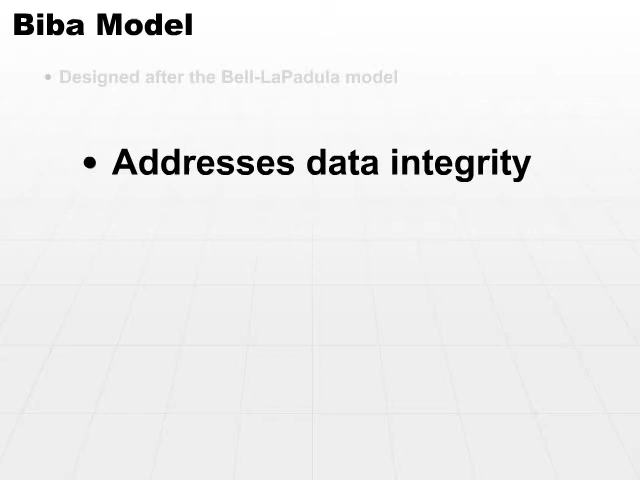 Biba Model
• Designed after the Bell-LaPadula model
• Addresses data integrity